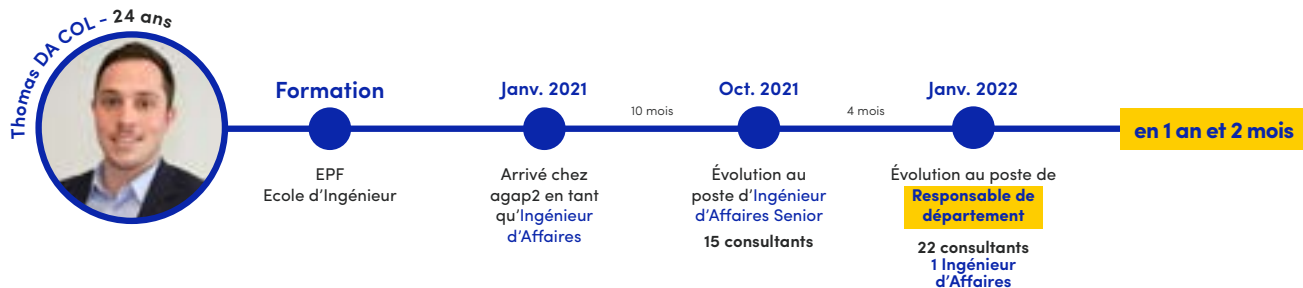 Thomas DA COL - 24 ans
Formation
EPF
Ecole d'Ingénieur
Janv. 2021
Arrivé chez
agap2 en tant
qu'Ingénieur
d'Affaires
10 mois
Oct. 2021
Évolution au
poste d'Ingénieur
d'Affaires Senior
15 consultants
4 mois
Janv. 2022
Évolution au poste de
Responsable de
département
22 consultants
1 Ingénieur
d'Affaires
en 1 an et 2 mois